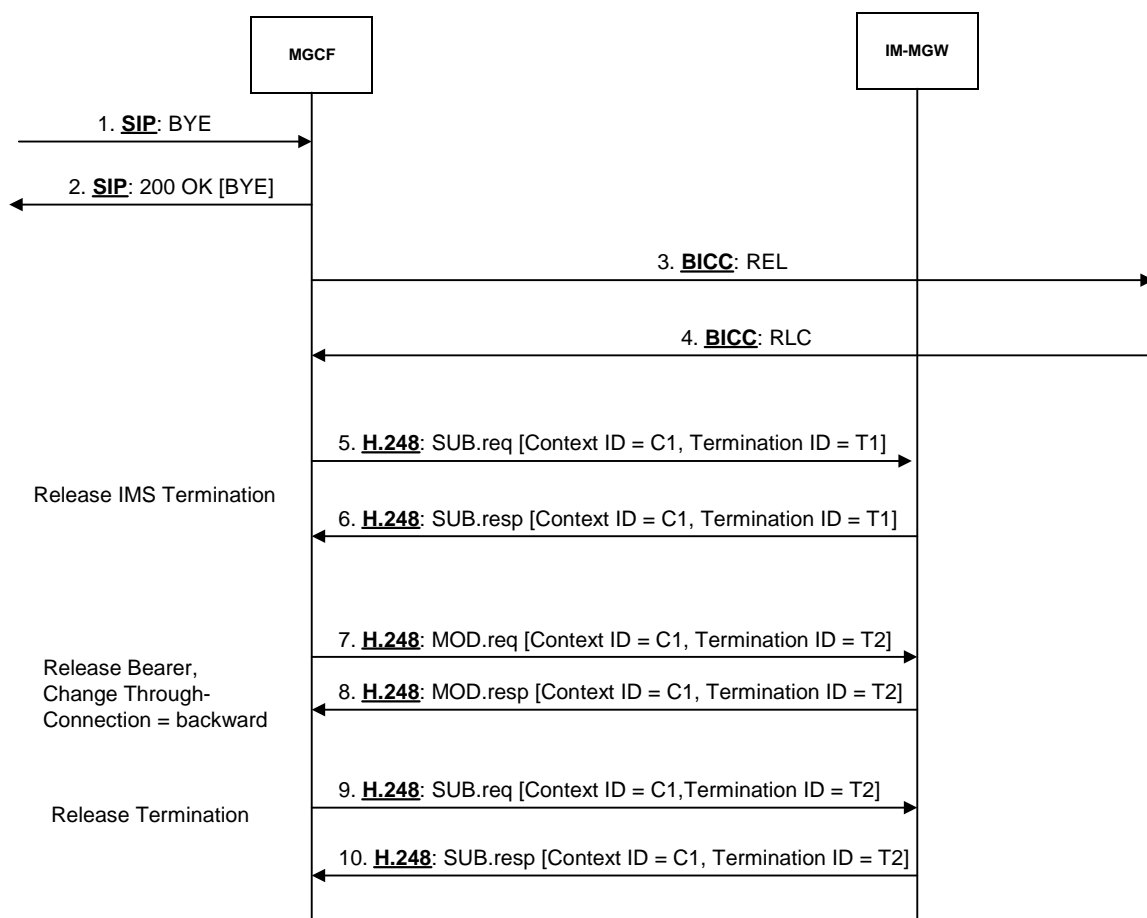 MGCF
IM-MGW
1. SIP: BYE
2. SIP: 200 OK [BYE]
3. BICC: REL
4. BICC: RLC
5. H.248: SUB.req [Context ID = C1, Termination ID = T1]
Release IMS Termination
6. H.248: SUB.resp [Context ID = C1, Termination ID = T1]
7. H.248: MOD.req [Context ID = C1, Termination ID = T2]
Release Bearer,
Change Through-
Connection = backward
8. H.248: MOD.resp [Context ID = C1, Termination ID = T2]
9. H.248: SUB.req [Context ID = C1,Termination ID = T2]
Release Termination
10. H.248: SUB.resp [Context ID = C1, Termination ID = T2]